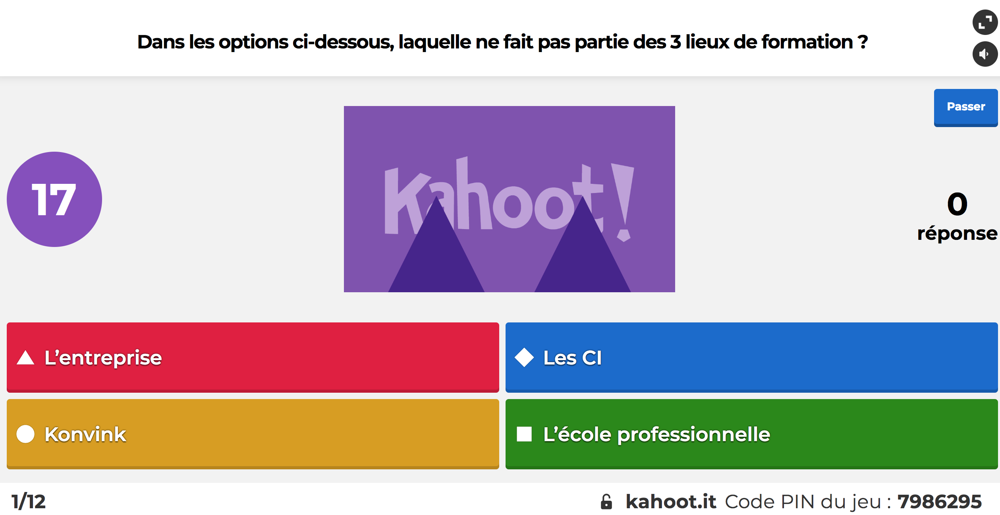 Dans les options ci-dessous, laquelle ne fait pas partie des 3 lieux de formation ?
Passer
17
Kahoot!
0
réponse
L’entreprise
Les CI
Konvink
L’école professionnelle
1/12
kahoot.it Code PIN du jeu : 7986295